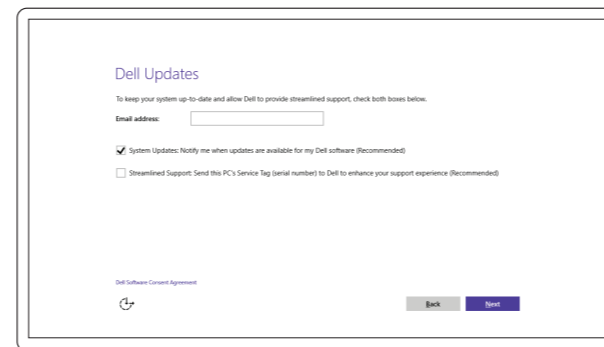 Dell Updates
To keep your system up-to-date and allow Dell to provide streamlined support, check both boxes below.
Email address:
System Updates: Notify me when updates are available for my Dell software (Recommended)
Streamlined Support: Send this PC's Service Tag (serial number) to Dell to enhance your support experience (Recommended)
Dell Software Consent Agreement
Back Next